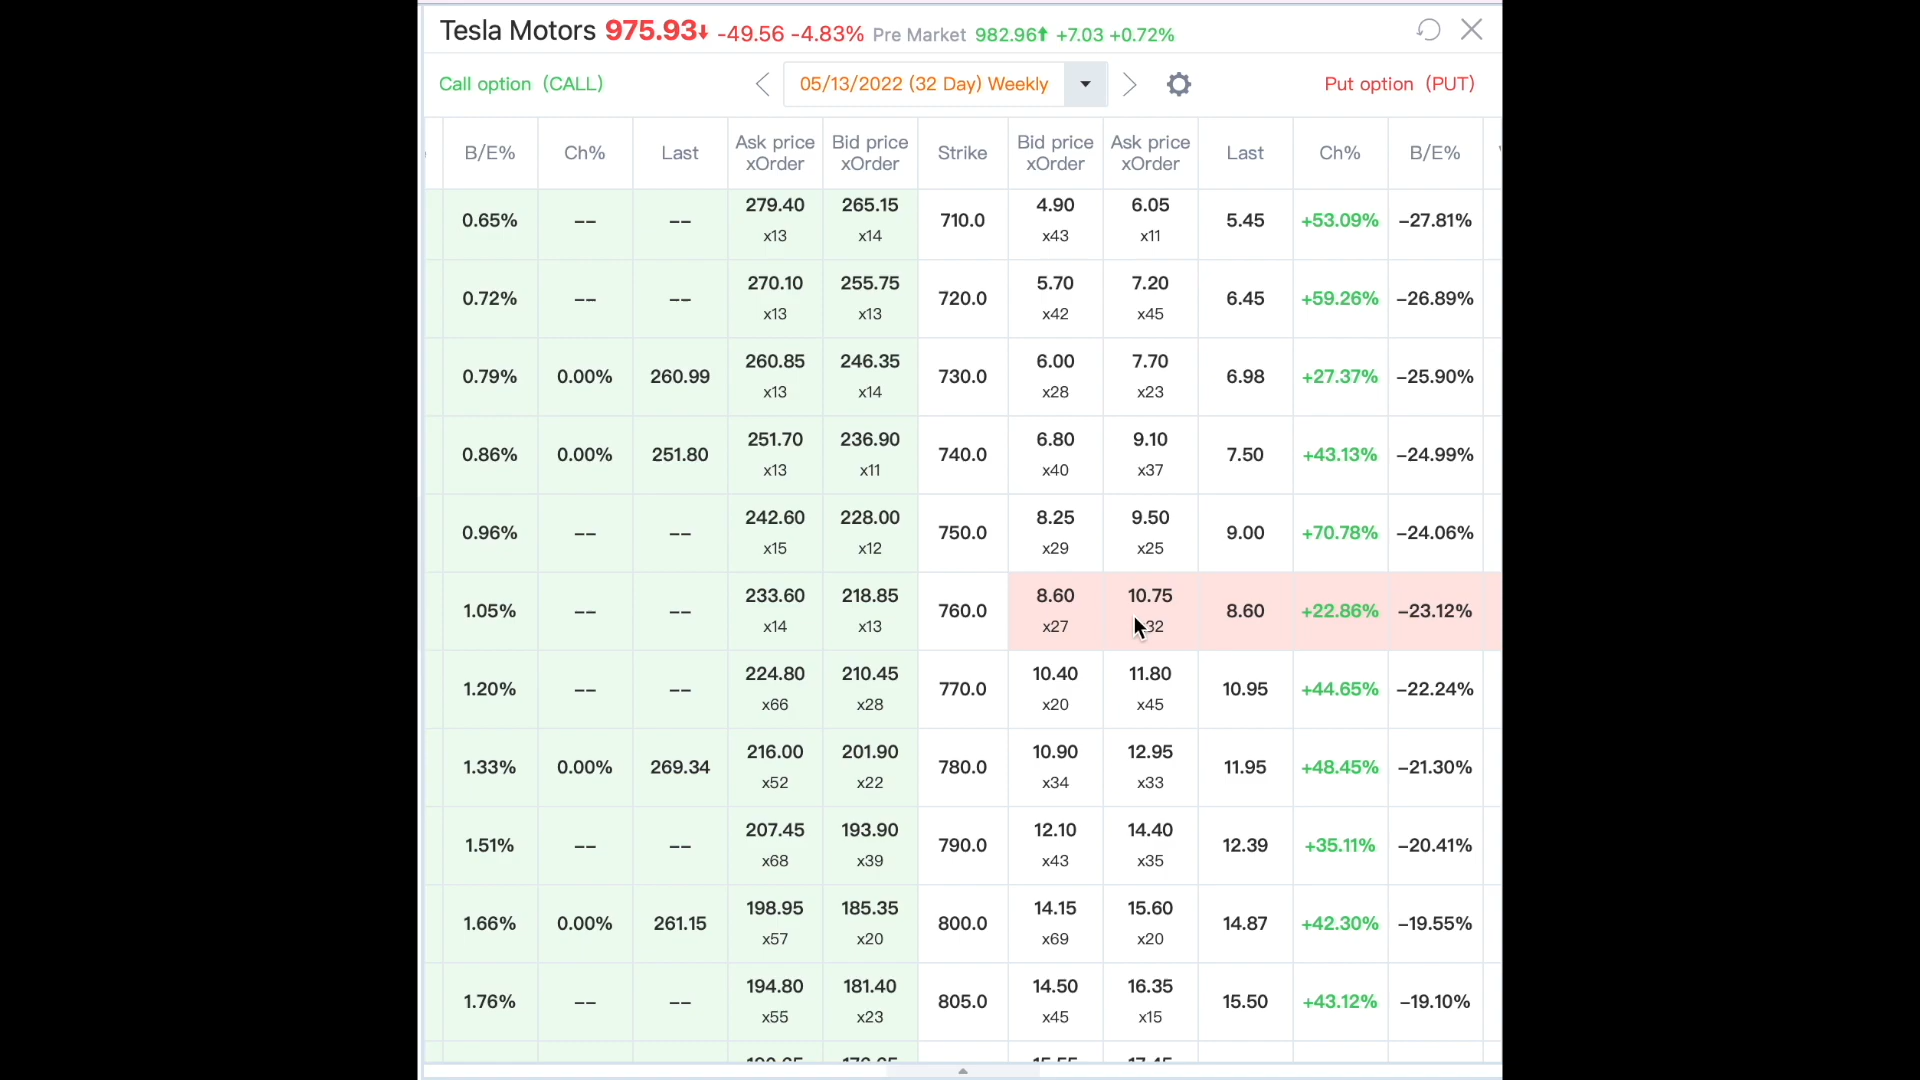 Tesla Motors 975.93↓ -49.56 -4.83% Pre Market 982.96↑ +7.03 +0.72%
Call option (CALL) 05/13/2022 (32 Day) Weekly Put option (PUT)
B/E% Ch% Last Ask price xOrder Bid price xOrder Strike Bid price xOrder Ask price xOrder Last Ch% B/E%
279.40 265.15 4.90 6.05
0.65% -- -- 710.0 5.45 +53.09% -27.81%
x13 x14 x43 x11
270.10 255.75 5.70 7.20
0.72% -- -- 720.0 6.45 +59.26% -26.89%
x13 x13 x42 x45
260.85 246.35 6.00 7.70
0.79% 0.00% 260.99 730.0 6.98 +27.37% -25.90%
x13 x14 x28 x23
251.70 236.90 6.80 9.10
0.86% 0.00% 251.80 740.0 7.50 +43.13% -24.99%
x13 x11 x40 x37
242.60 228.00 8.25 9.50
0.96% -- -- 750.0 9.00 +70.78% -24.06%
x15 x12 x29 x25
233.60 218.85 8.60 10.75
1.05% -- -- 760.0 8.60 +22.86% -23.12%
x14 x13 x27 32
224.80 210.45 10.40 11.80
1.20% -- -- 770.0 10.95 +44.65% -22.24%
x66 x28 x20 x45
216.00 201.90 10.90 12.95
1.33% 0.00% 269.34 780.0 11.95 +48.45% -21.30%
x52 x22 x34 x33
207.45 193.90 12.10 14.40
1.51% -- -- 790.0 12.39 +35.11% -20.41%
x68 x39 x43 x35
198.95 185.35 14.15 15.60
1.66% 0.00% 261.15 800.0 14.87 +42.30% -19.55%
x57 x20 x69 x20
194.80 181.40 14.50 16.35
1.76% -- -- 805.0 15.50 +43.12% -19.10%
x55 x23 x45 x15